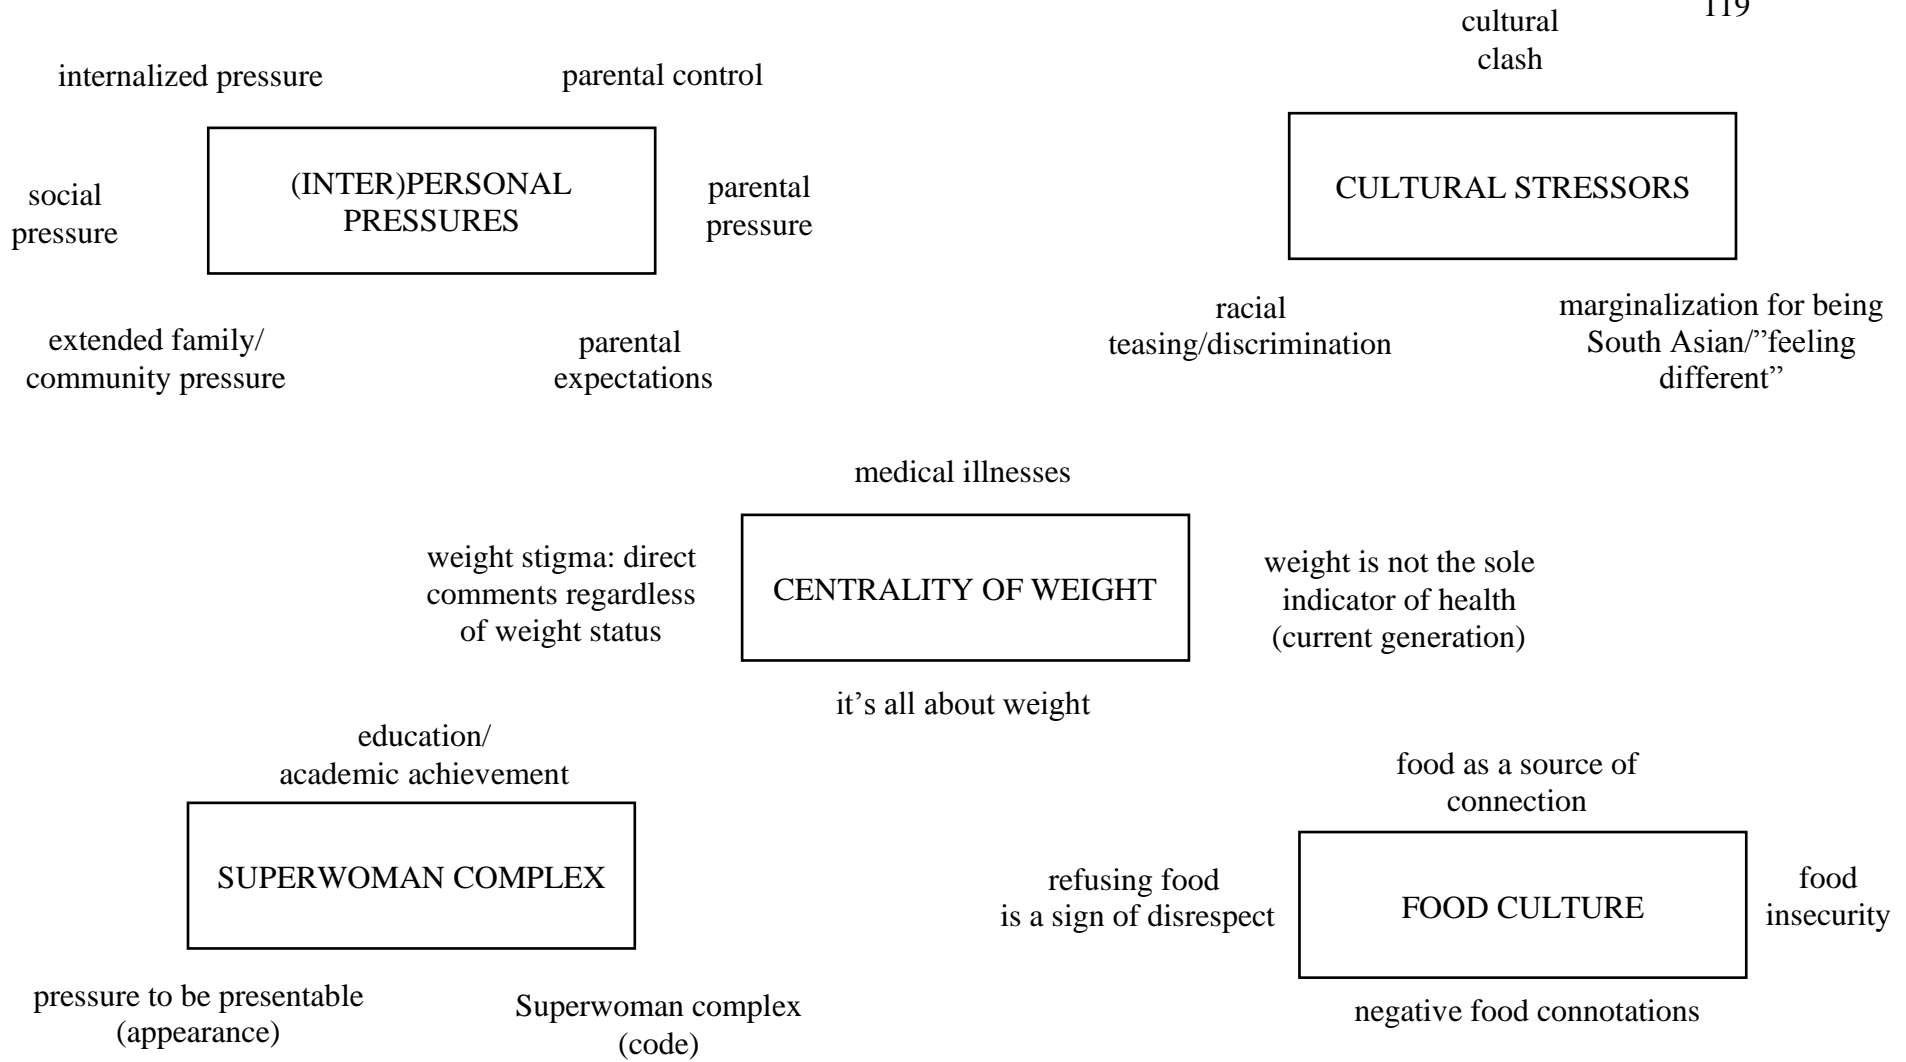 119
internalized pressure
parental control
social
pressure
(INTER)PERSONAL
PRESSURES
parental
pressure
extended family/
community pressure
parental
expectations
cultural
clash
CULTURAL STRESSORS
racial
teasing/discrimination
marginalization for being
South Asian/”feeling
different”
medical illnesses
weight stigma: direct
comments regardless
of weight status
CENTRALITY OF WEIGHT
weight is not the sole
indicator of health
(current generation)
it’s all about weight
education/
academic achievement
SUPERWOMAN COMPLEX
pressure to be presentable
(appearance)
Superwoman complex
(code)
food as a source of
connection
refusing food
is a sign of disrespect
FOOD CULTURE
food
insecurity
negative food connotations